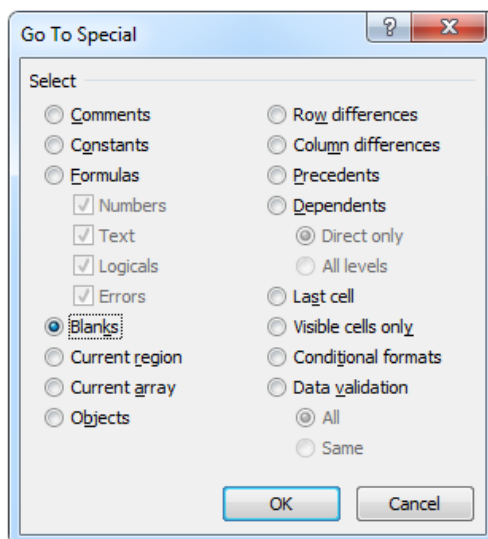 Go To Special
?
X
Select
Comments
Constants
Formulas
Numbers
Text
Logicals
Errors
Blanks
Current region
Current array
Objects
Row differences
Column differences
Precedents
Dependents
Direct only
All levels
Last cell
Visible cells only
Conditional formats
Data validation
All
Same
OK
Cancel